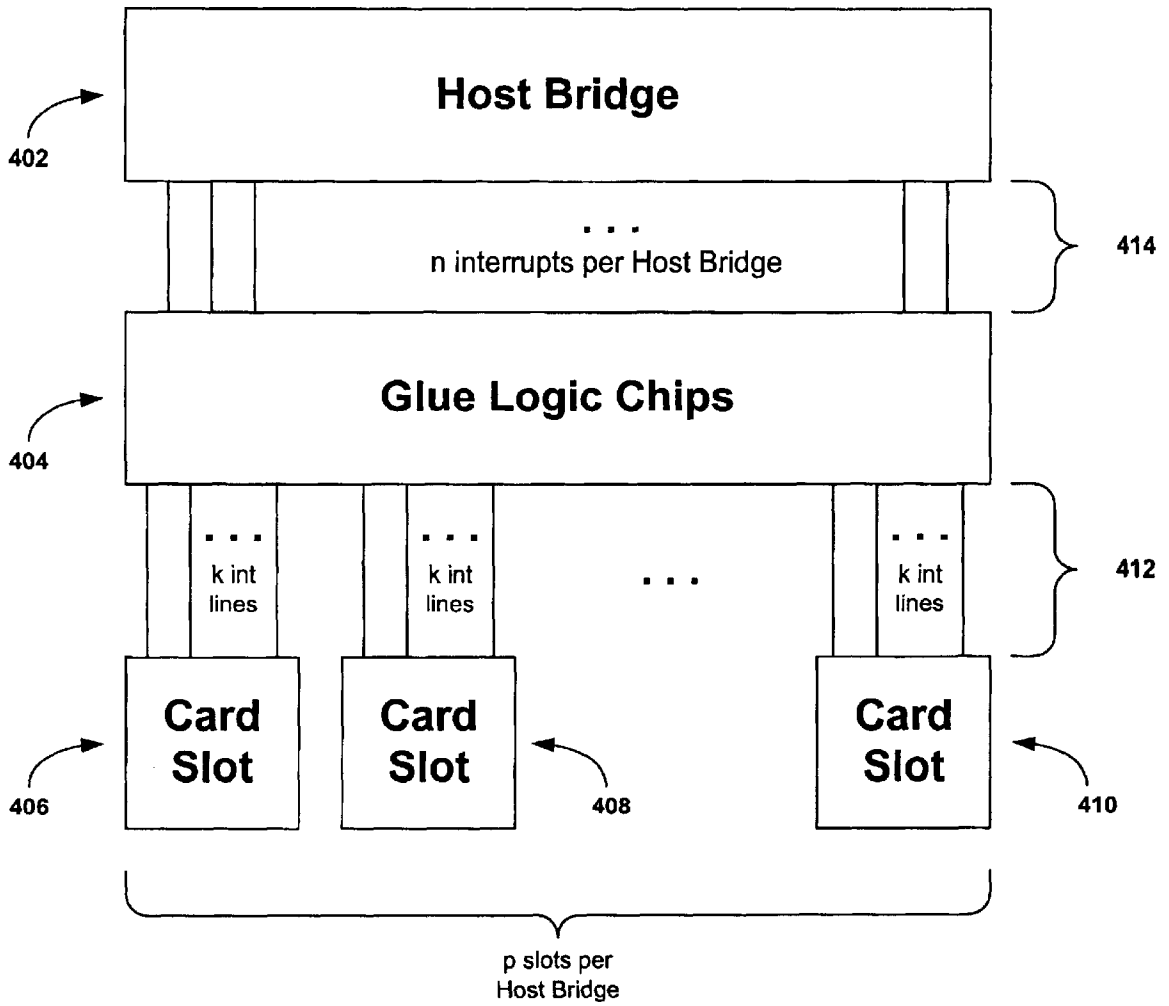 Host Bridge
402
. . .
n interrupts per Host Bridge
414
Glue Logic Chips
404
. . .
k int
lines
. . .
k int
lines
. . .
. . .
k int
lines
412
Card
Slot
406
Card
Slot
408
Card
Slot
410
p slots per
Host Bridge